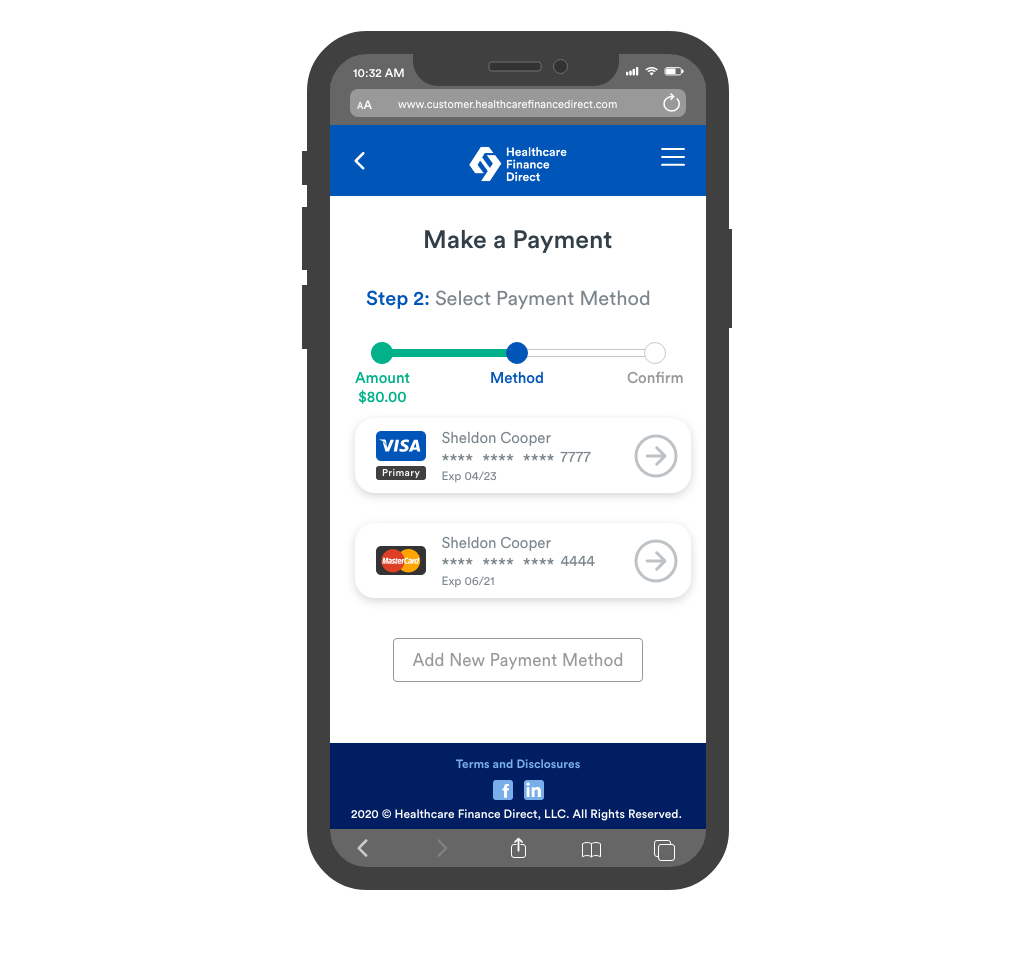 10:32 AM
AA www.customer.healthcarefinancedirect.com
Healthcare
Finance
Direct
Make a Payment
Step 2: Select Payment Method
Amount Method Confirm
$80.00
VISA
Primary
Sheldon Cooper
**** **** **** 7777
Exp 04/23
MasterCard
Sheldon Cooper
**** **** **** 4444
Exp 06/21
Add New Payment Method
Terms and Disclosures
f in
2020 © Healthcare Finance Direct, LLC. All Rights Reserved.